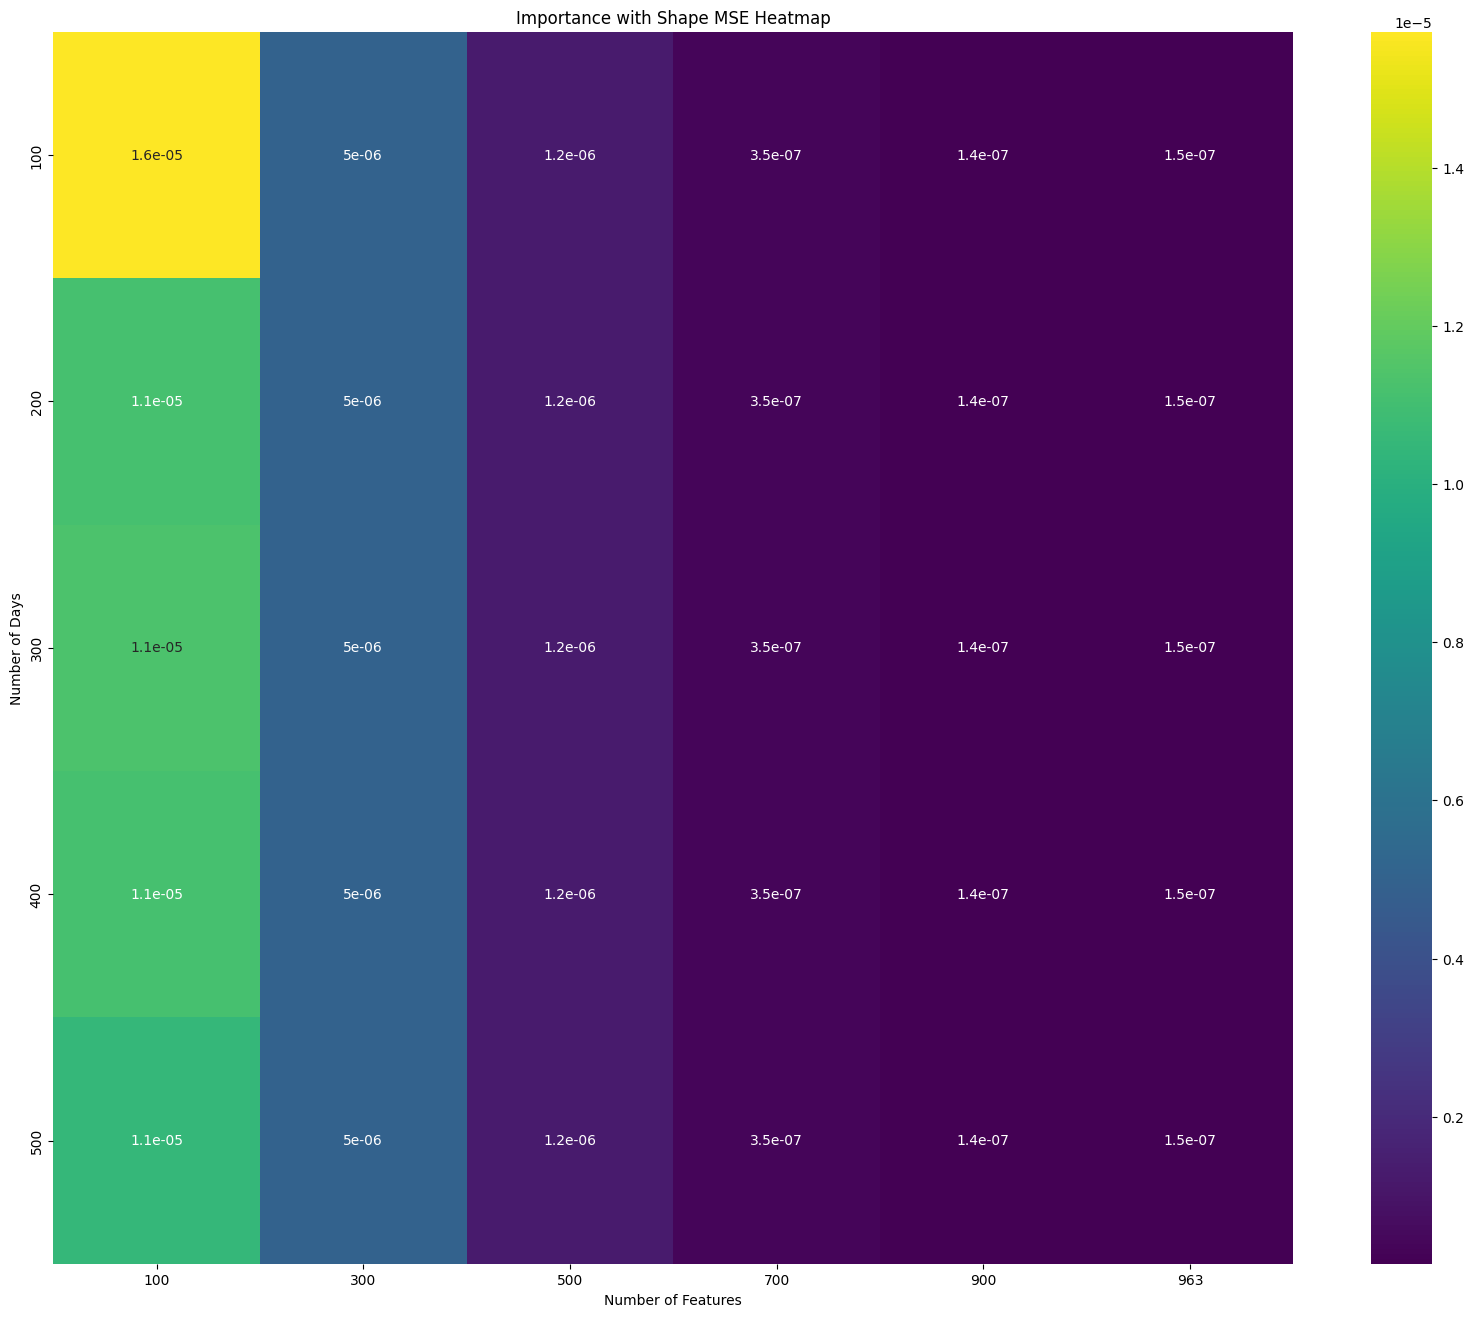 Importance with Shape MSE Heatmap
1e−5
Number of Days
100
1.6e-05 5e-06 1.2e-06 3.5e-07 1.4e-07 1.5e-07
200
1.1e-05 5e-06 1.2e-06 3.5e-07 1.4e-07 1.5e-07
300
1.1e-05 5e-06 1.2e-06 3.5e-07 1.4e-07 1.5e-07
400
1.1e-05 5e-06 1.2e-06 3.5e-07 1.4e-07 1.5e-07
500
1.1e-05 5e-06 1.2e-06 3.5e-07 1.4e-07 1.5e-07
100 300 500 700 900 963
Number of Features
1.4
1.2
1.0
0.8
0.6
0.4
0.2